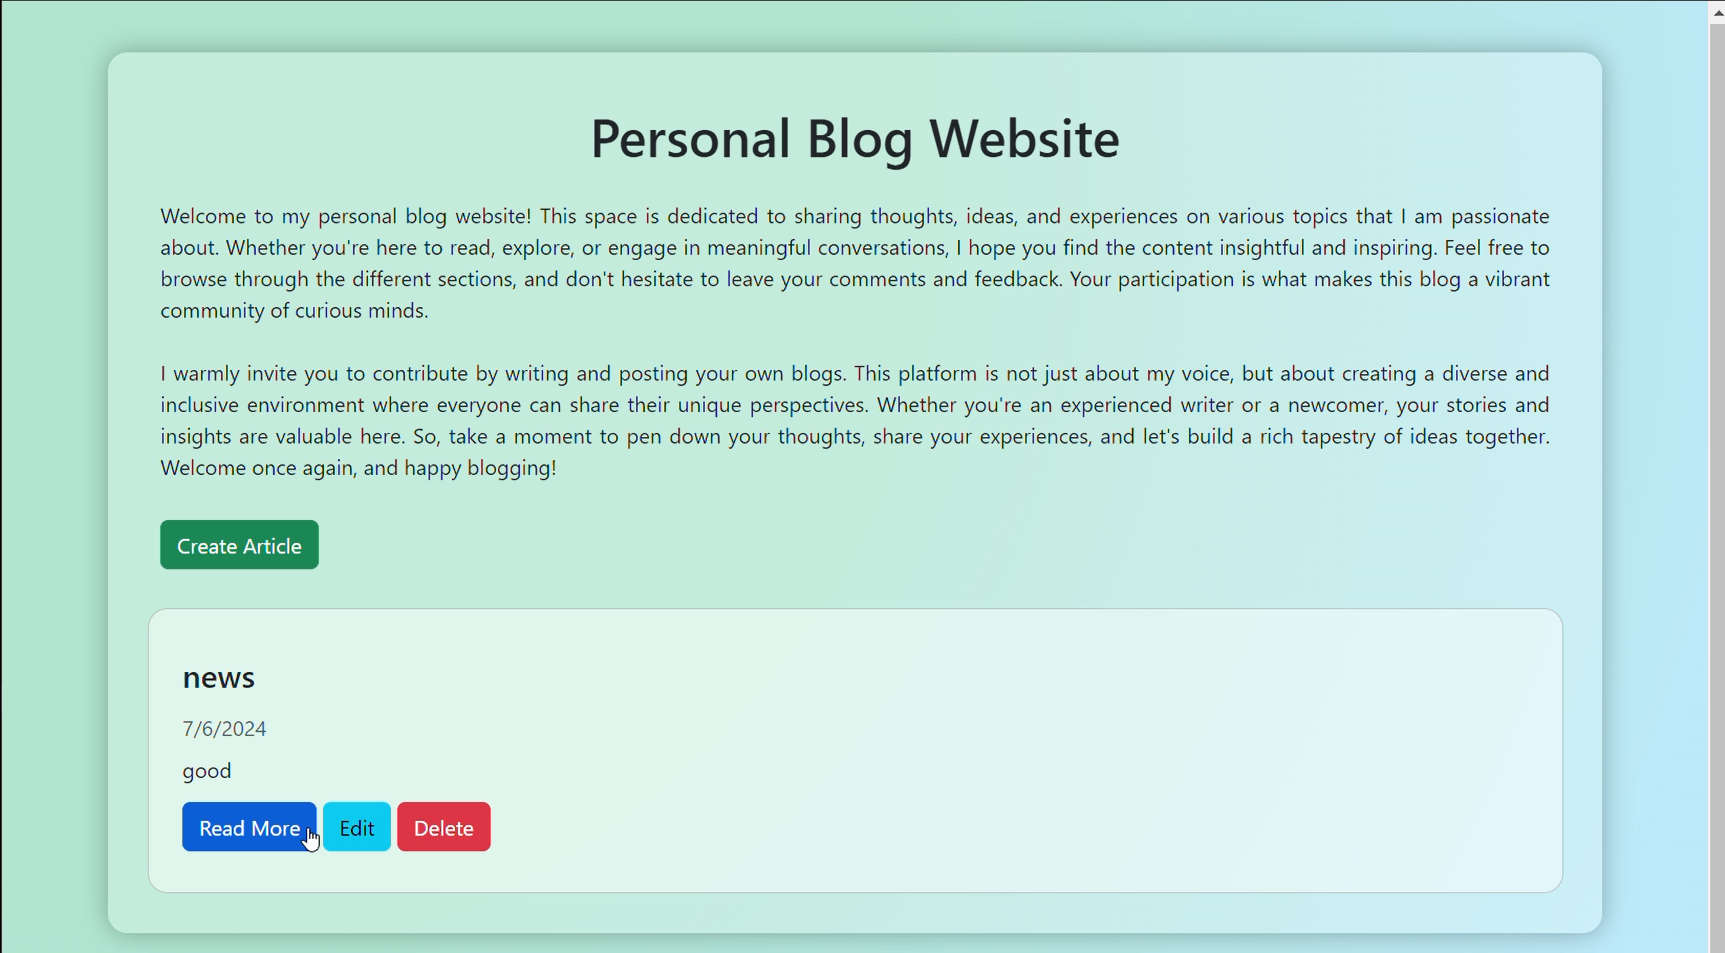 Personal Blog Website
Welcome to my personal blog website! This space is dedicated to sharing thoughts, ideas, and experiences on various topics that I am passionate
about. Whether you're here to read, explore, or engage in meaningful conversations, I hope you find the content insightful and inspiring. Feel free to
browse through the different sections, and don't hesitate to leave your comments and feedback. Your participation is what makes this blog a vibrant
community of curious minds.
I warmly invite you to contribute by writing and posting your own blogs. This platform is not just about my voice, but about creating a diverse and
inclusive environment where everyone can share their unique perspectives. Whether you're an experienced writer or a newcomer, your stories and
insights are valuable here. So, take a moment to pen down your thoughts, share your experiences, and let's build a rich tapestry of ideas together.
Welcome once again, and happy blogging!
Create Article
news
7/6/2024
good
Read More Edit Delete